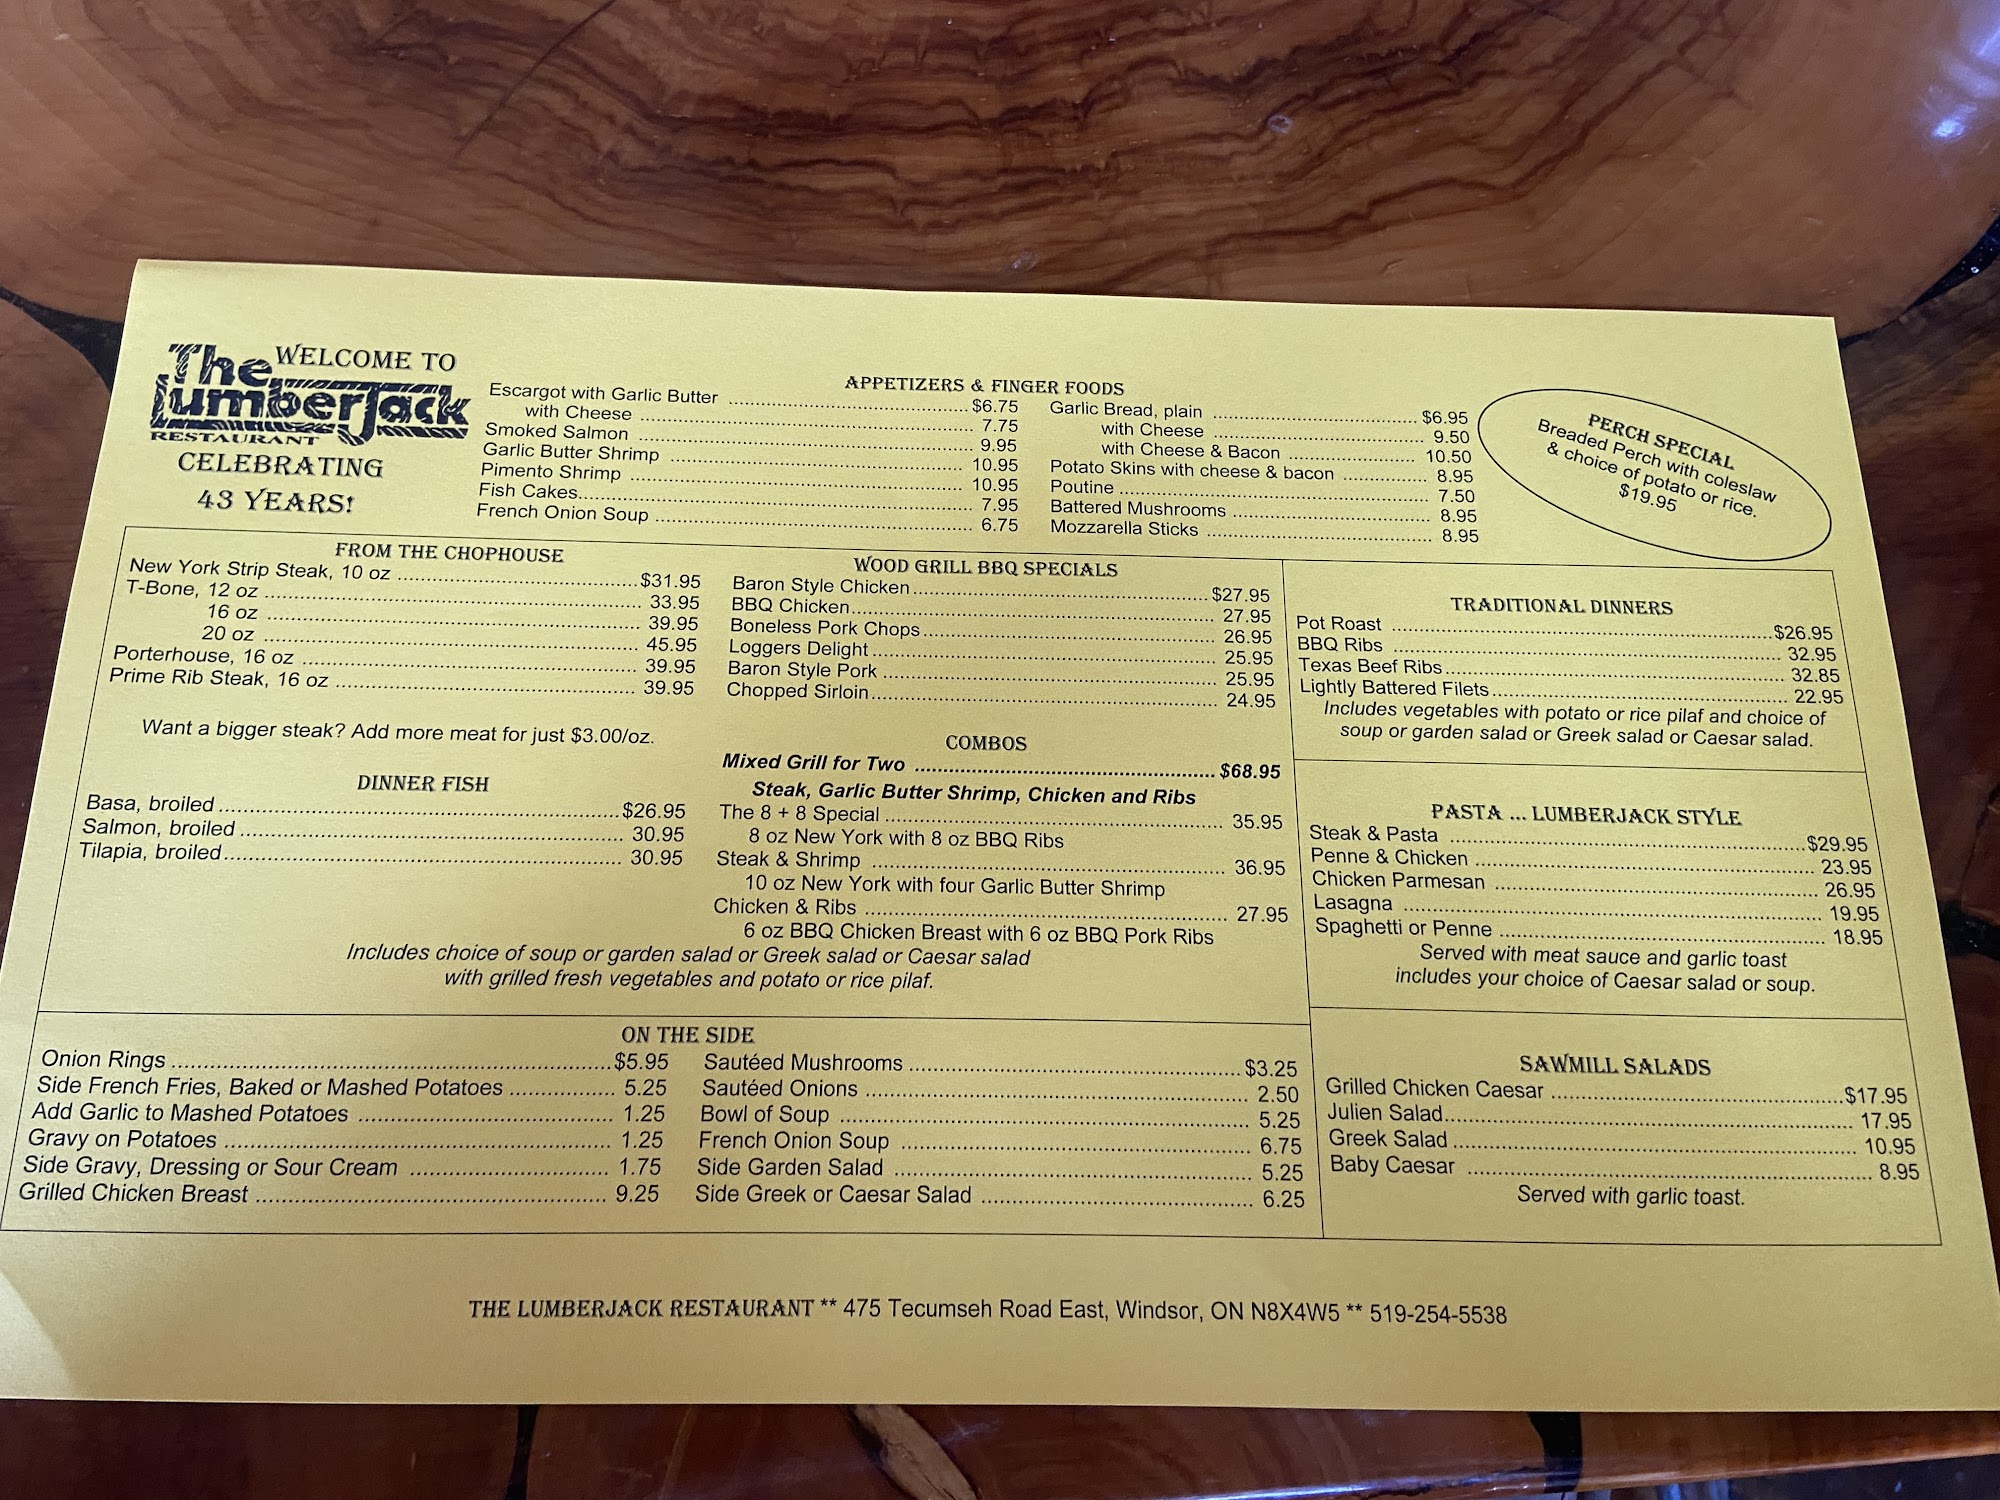 WELCOME TO
The
LumberJack
RESTAURANT
CELEBRATING
43 YEARS!
APPETIZERS & FINGER FOODS
Escargot with Garlic Butter ........ $6.75
with Cheese ........ 7.75
Smoked Salmon ........ 9.95
Garlic Butter Shrimp ........ 10.95
Pimento Shrimp ........ 10.95
Fish Cakes........ 7.95
French Onion Soup ........ 6.75
Garlic Bread, plain ........ $6.95
with Cheese ........ 9.50
with Cheese & Bacon ........ 10.50
Potato Skins with cheese & bacon ........ 8.95
Poutine ........ 7.50
Battered Mushrooms ........ 8.95
Mozzarella Sticks ........ 8.95
PERCH SPECIAL
Breaded Perch with coleslaw
& choice of potato or rice.
$19.95
FROM THE CHOPHOUSE
New York Strip Steak, 10 oz ........ $31.95
T-Bone, 12 oz ........ 33.95
16 oz ........ 39.95
20 oz ........ 45.95
Porterhouse, 16 oz ........ 39.95
Prime Rib Steak, 16 oz ........ 39.95
Want a bigger steak? Add more meat for just $3.00/oz.
DINNER FISH
Basa, broiled ........ $26.95
Salmon, broiled ........ 30.95
Tilapia, broiled ........ 30.95
WOOD GRILL BBQ SPECIALS
Baron Style Chicken ........ $27.95
BBQ Chicken ........ 27.95
Boneless Pork Chops ........ 26.95
Loggers Delight ........ 25.95
Baron Style Pork ........ 25.95
Chopped Sirloin ........ 24.95
COMBOS
Mixed Grill for Two ........ $68.95
Steak, Garlic Butter Shrimp, Chicken and Ribs
The 8 + 8 Special ........ 35.95
8 oz New York with 8 oz BBQ Ribs
Steak & Shrimp ........ 36.95
10 oz New York with four Garlic Butter Shrimp
Chicken & Ribs ........ 27.95
6 oz BBQ Chicken Breast with 6 oz BBQ Pork Ribs
Includes choice of soup or garden salad or Greek salad or Caesar salad
with grilled fresh vegetables and potato or rice pilaf.
TRADITIONAL DINNERS
Pot Roast ........ $26.95
BBQ Ribs ........ 32.95
Texas Beef Ribs ........ 32.85
Lightly Battered Filets ........ 22.95
Includes vegetables with potato or rice pilaf and choice of
soup or garden salad or Greek salad or Caesar salad.
PASTA ... LUMBERJACK STYLE
Steak & Pasta ........ $29.95
Penne & Chicken ........ 23.95
Chicken Parmesan ........ 26.95
Lasagna ........ 19.95
Spaghetti or Penne ........ 18.95
Served with meat sauce and garlic toast
includes your choice of Caesar salad or soup.
ON THE SIDE
Onion Rings ........ $5.95
Side French Fries, Baked or Mashed Potatoes ........ 5.25
Add Garlic to Mashed Potatoes ........ 1.25
Gravy on Potatoes ........ 1.25
Side Gravy, Dressing or Sour Cream ........ 1.75
Grilled Chicken Breast ........ 9.25
Sautéed Mushrooms ........ $3.25
Sautéed Onions ........ 2.50
Bowl of Soup ........ 5.25
French Onion Soup ........ 6.75
Side Garden Salad ........ 5.25
Side Greek or Caesar Salad ........ 6.25
SAWMILL SALADS
Grilled Chicken Caesar ........ $17.95
Julien Salad ........ 17.95
Greek Salad ........ 10.95
Baby Caesar ........ 8.95
Served with garlic toast.
THE LUMBERJACK RESTAURANT ** 475 Tecumseh Road East, Windsor, ON N8X4W5 ** 519-254-5538